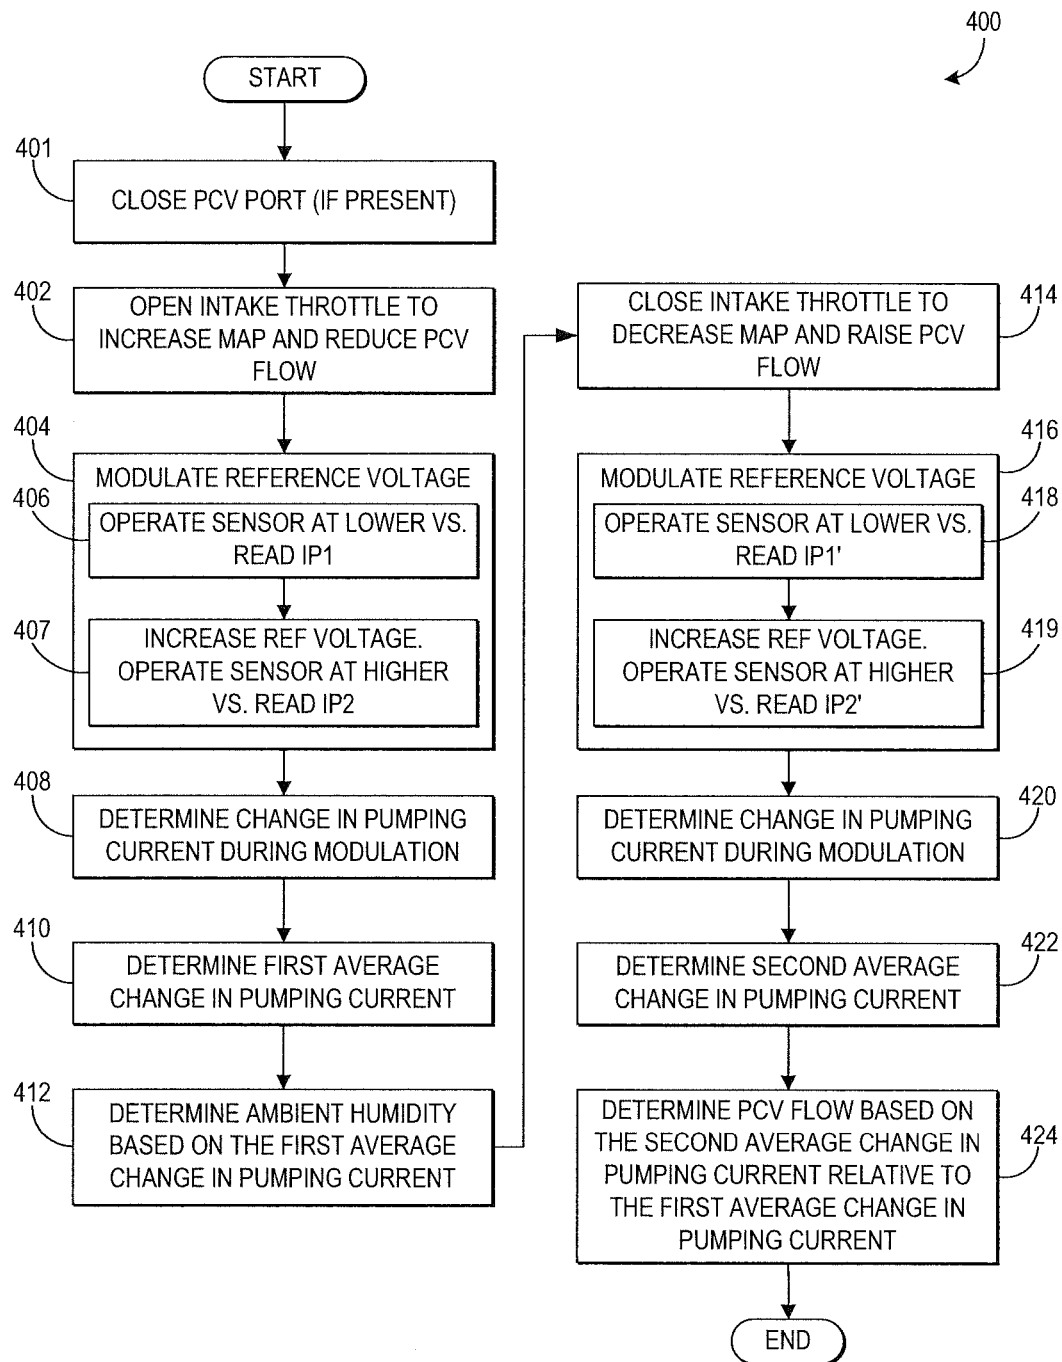 400
START
401
CLOSE PCV PORT (IF PRESENT)
402
OPEN INTAKE THROTTLE TO
INCREASE MAP AND REDUCE PCV
FLOW
404
MODULATE REFERENCE VOLTAGE
406
OPERATE SENSOR AT LOWER VS.
READ IP1
407
INCREASE REF VOLTAGE.
OPERATE SENSOR AT HIGHER
VS. READ IP2
408
DETERMINE CHANGE IN PUMPING
CURRENT DURING MODULATION
410
DETERMINE FIRST AVERAGE
CHANGE IN PUMPING CURRENT
412
DETERMINE AMBIENT HUMIDITY
BASED ON THE FIRST AVERAGE
CHANGE IN PUMPING CURRENT
CLOSE INTAKE THROTTLE TO
DECREASE MAP AND RAISE PCV
FLOW
414
MODULATE REFERENCE VOLTAGE
416
OPERATE SENSOR AT LOWER VS.
READ IP1'
418
INCREASE REF VOLTAGE.
OPERATE SENSOR AT HIGHER
VS. READ IP2'
419
DETERMINE CHANGE IN PUMPING
CURRENT DURING MODULATION
420
DETERMINE SECOND AVERAGE
CHANGE IN PUMPING CURRENT
422
DETERMINE PCV FLOW BASED ON
THE SECOND AVERAGE CHANGE IN
PUMPING CURRENT RELATIVE TO
THE FIRST AVERAGE CHANGE IN
PUMPING CURRENT
424
END